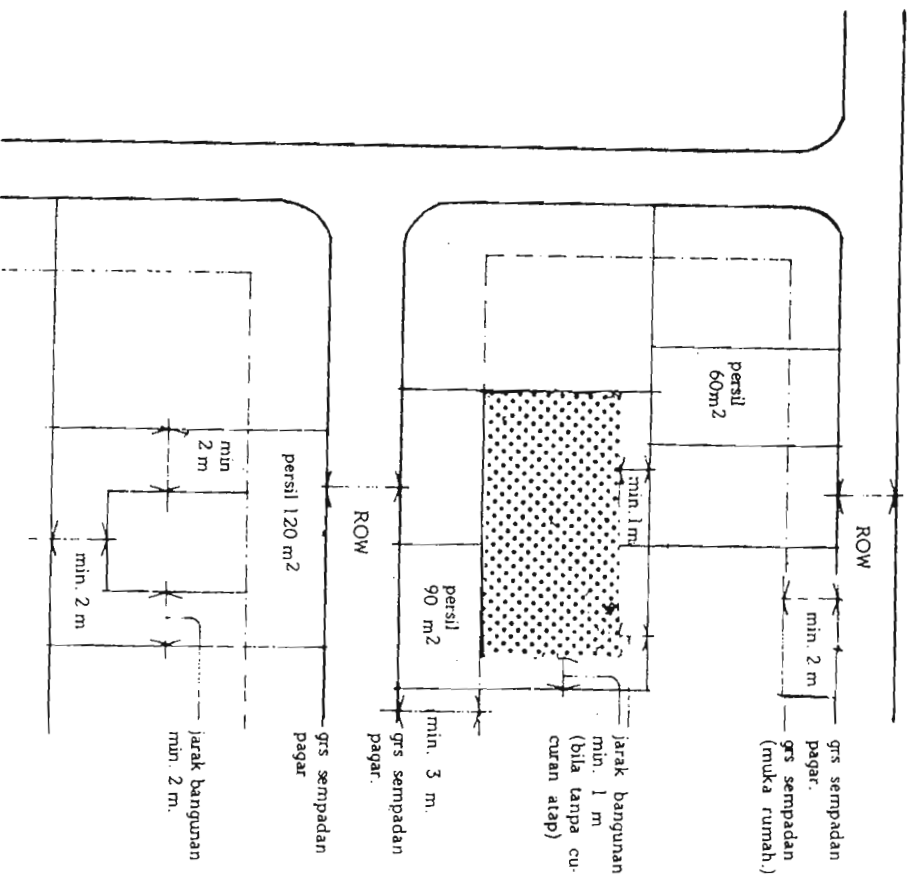 ROW
min. 2 m
grs sempadan
pagar.
grs sempadan
(muka rumah.)
persil
60m2
min. 1m
jarak bangunan
min. 1 m
(bila tanpa cu-
curan atap)
persil
90 m2
min. 3 m.
grs sempadan
pagar.
ROW
grs sempadan
pagar
persil 120 m2
min
2 m
min. 2 m
jarak bangunan
min. 2 m.